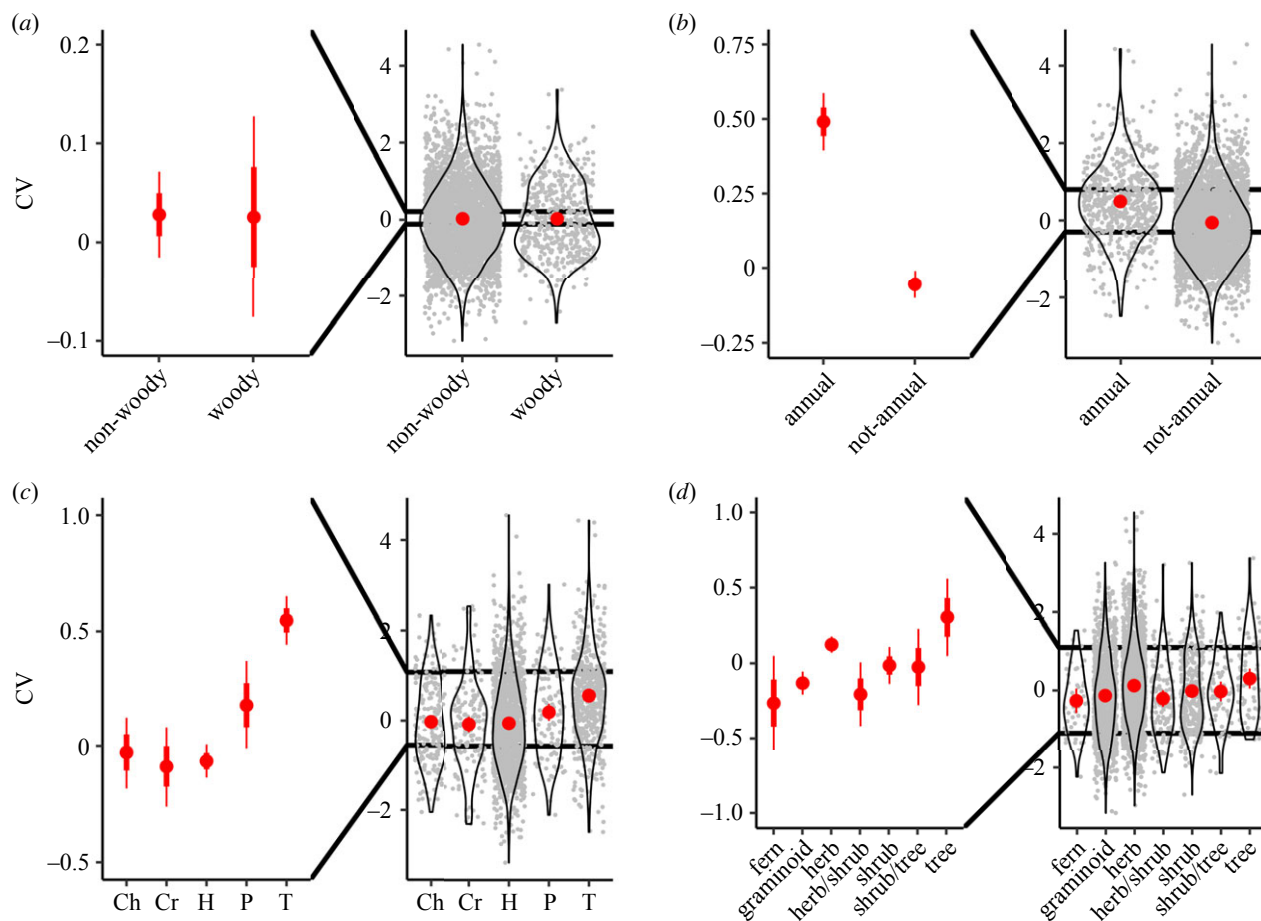 (a)
0.2
0.1
0
–0.1
CV
non-woody
woody
4
2
0
–2
non-woody
woody
(b)
0.75
0.50
0.25
0
–0.25
annual
not-annual
4
2
0
–2
annual
not-annual
(c)
1.0
0.5
0
–0.5
CV
Ch Cr H P T
4
2
0
–2
Ch Cr H P T
(d)
1.0
0.5
0
–0.5
–1.0
fern
graminoid
herb
herb/shrub
shrub
shrub/tree
tree
4
2
0
–2
fern
graminoid
herb
herb/shrub
shrub
shrub/tree
tree